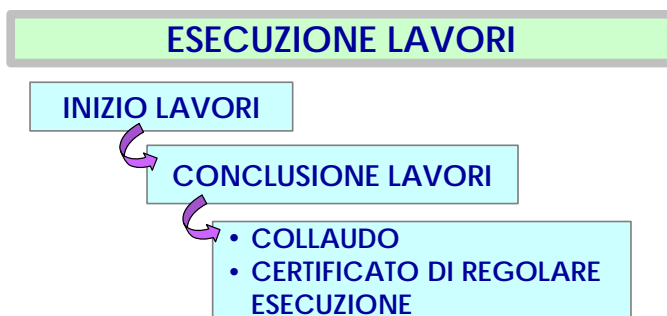 ESECUZIONE LAVORI
INIZIO LAVORI
CONCLUSIONE LAVORI
• COLLAUDO
• CERTIFICATO DI REGOLARE
ESECUZIONE